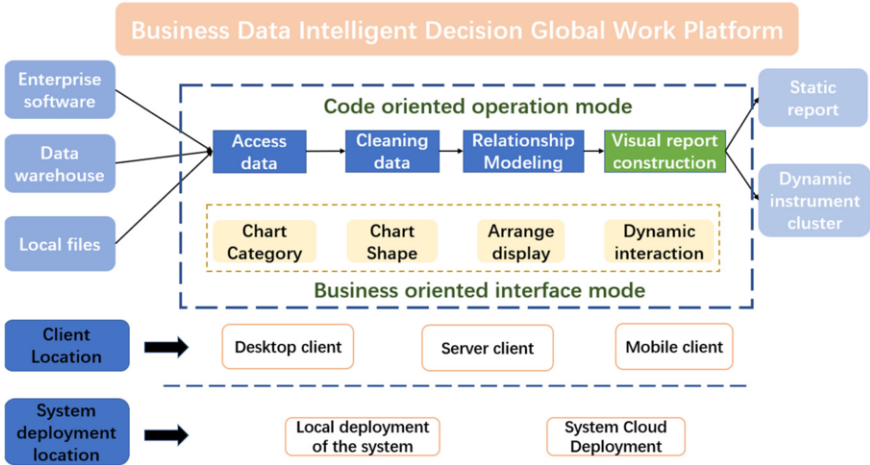 Business Data Intelligent Decision Global Work Platform
Enterprise
software
Data
warehouse
Local files
Code oriented operation mode
Access
data
Cleaning
data
Relationship
Modeling
Visual report
construction
Chart
Category
Chart
Shape
Arrange
display
Dynamic
interaction
Business oriented interface mode
Static
report
Dynamic
instrument
cluster
Client
Location
Desktop client
Server client
Mobile client
System
deployment
location
Local deployment
of the system
System Cloud
Deployment